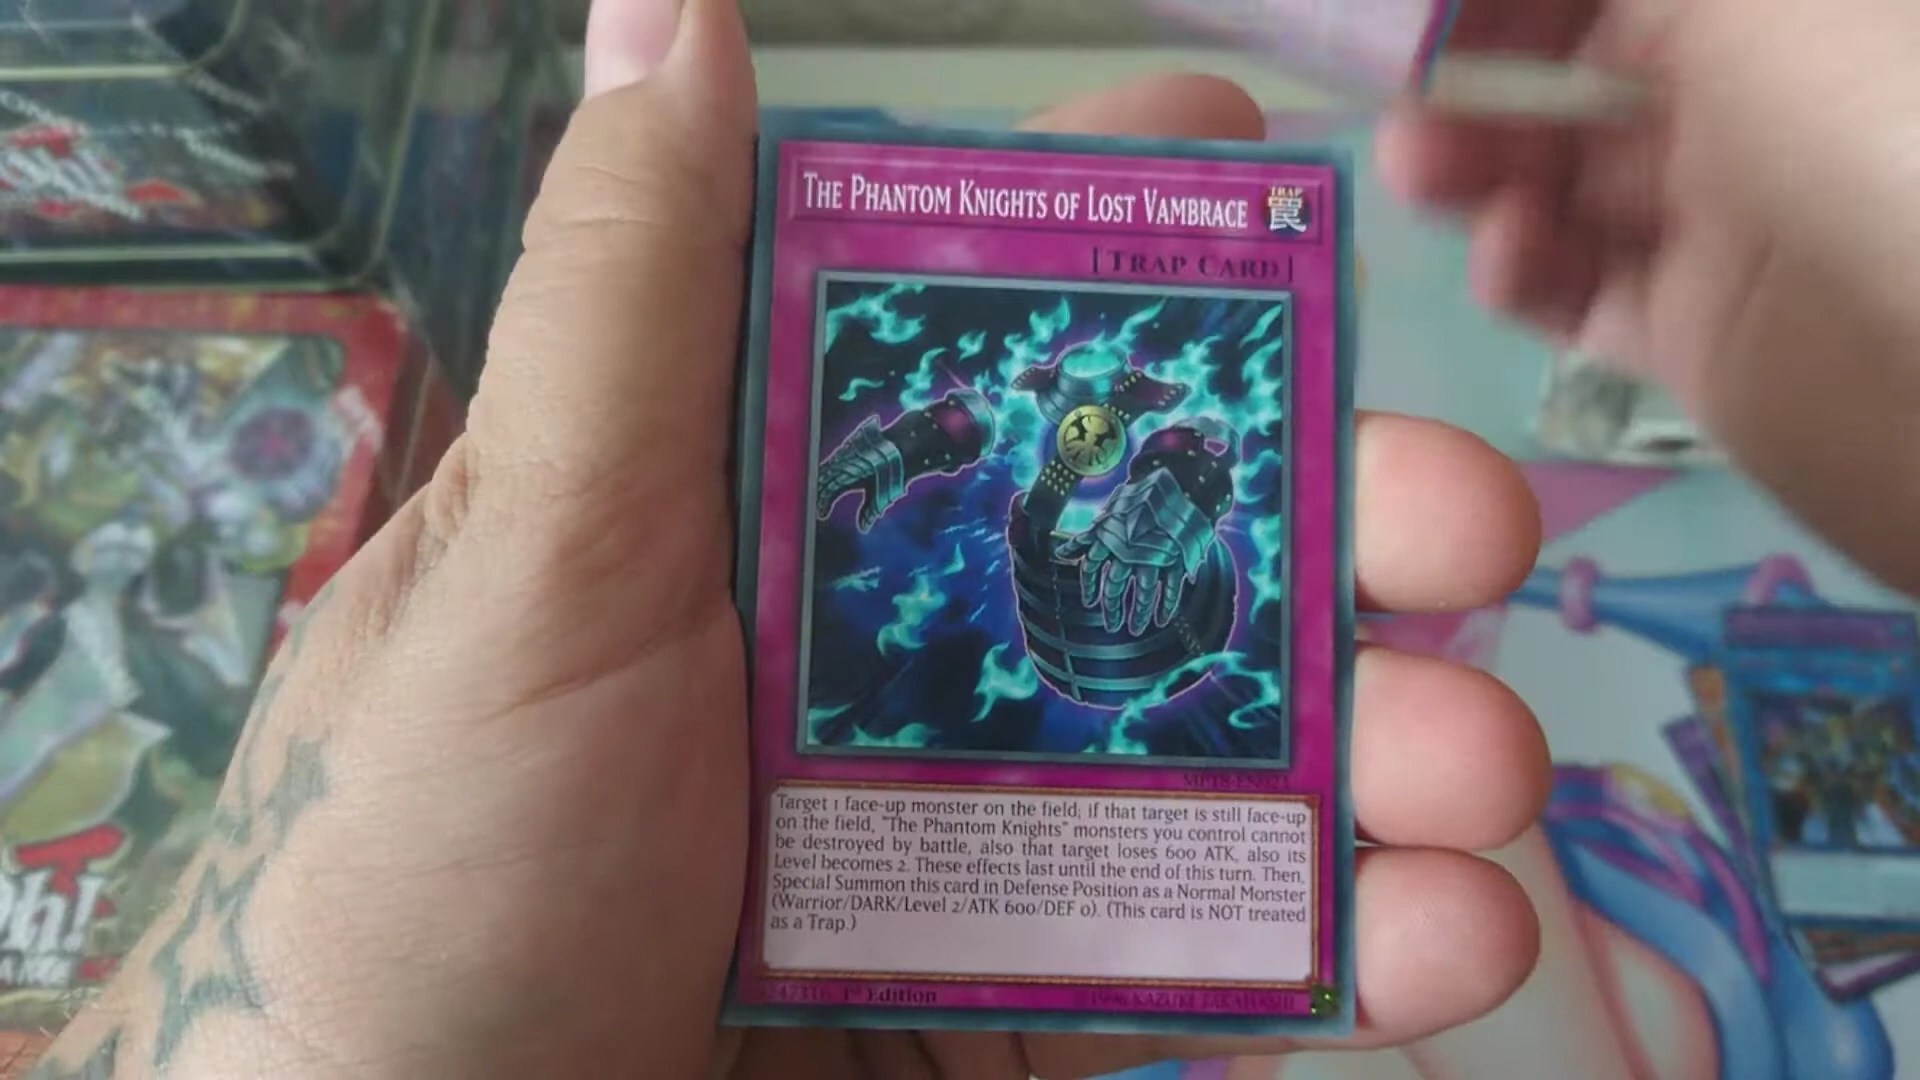 THE PHANTOM KNIGHTS OF LOST VAMBRACE
TRAP
罠
[TRAP CARD]
Target 1 face-up monster on the field; if that target is still face-up
on the field, "The Phantom Knights" monsters you control cannot
be destroyed by battle, also that target loses 600 ATK, also its
Level becomes 2. These effects last until the end of this turn. Then,
Special Summon this card in Defense Position as a Normal Monster
(Warrior/DARK/Level 2/ATK 600/DEF 0). (This card is NOT treated
as a Trap.)
1st Edition
1996 KAZUKI TAKAHASHI
Oh!